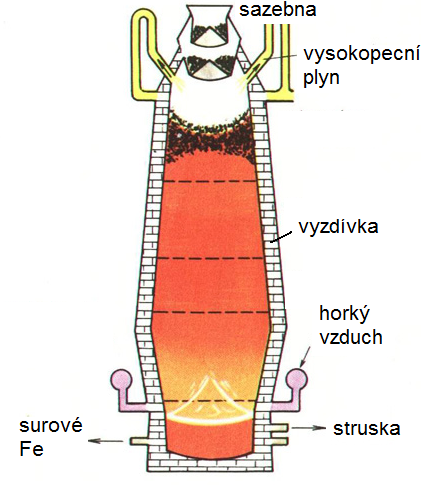 sazebna
vysokopecní
plyn
vyzdívka
horký
vzduch
surové
Fe
struska